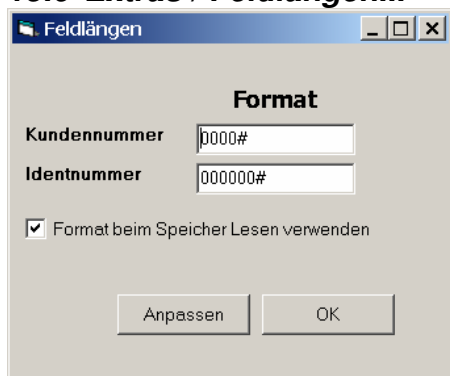 Feldlängen
Format
Kundennummer 0000#
Identnummer 000000#
Format beim Speicher Lesen verwenden
Anpassen OK